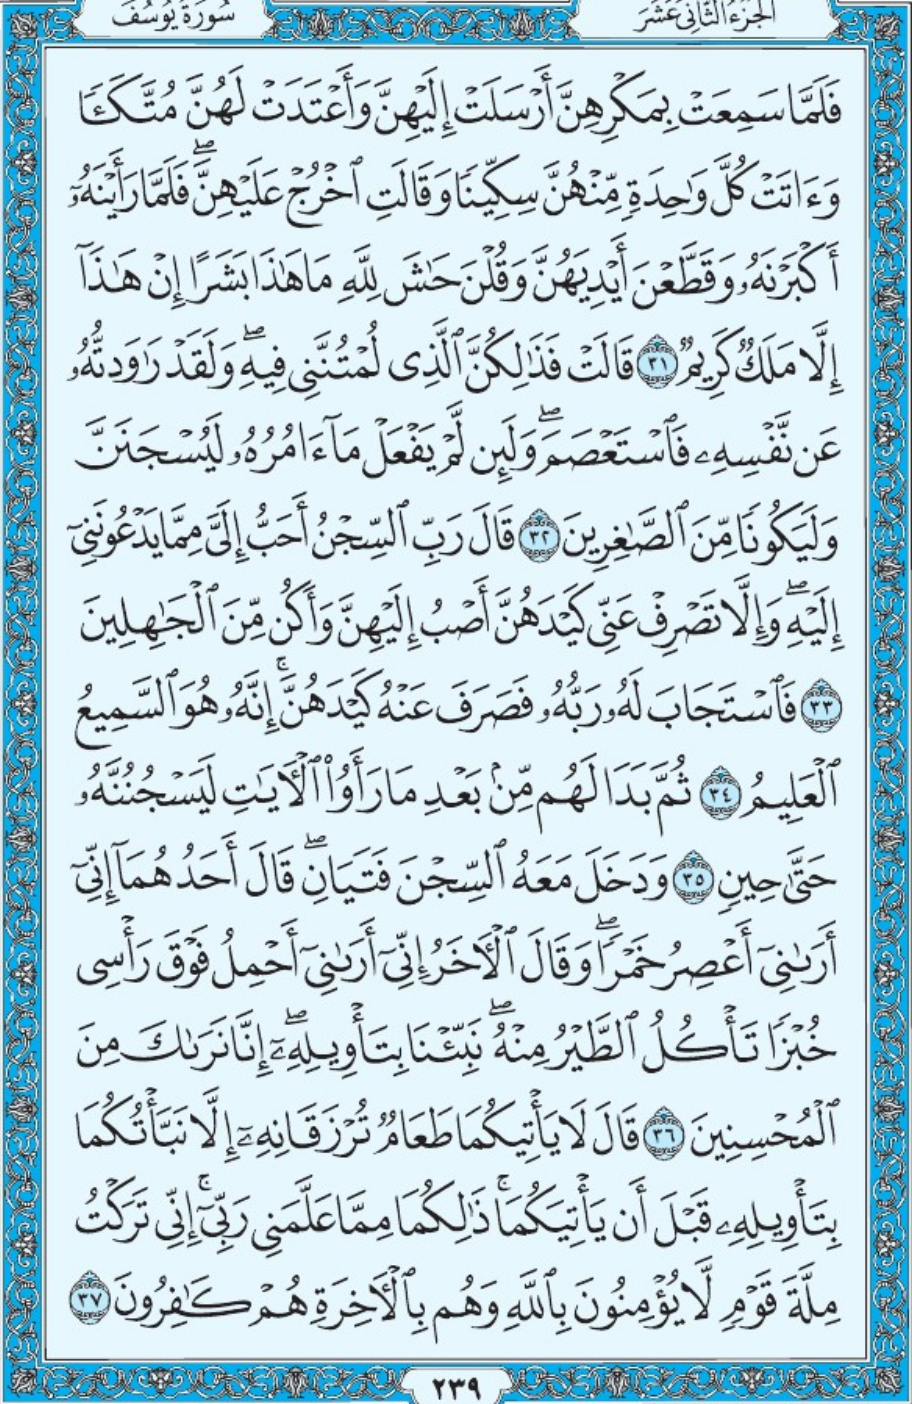 الجزء الثاني عشر
سورة يوسف
فَلَمَّا سَمِعَتْ بِمَكْرِهِنَّ أَرْسَلَتْ إِلَيْهِنَّ وَأَعْتَدَتْ لَهُنَّ مُتَّكَـًٔا
وَءَاتَتْ كُلَّ وَٰحِدَةٍ مِّنْهُنَّ سِكِّينًا وَقَالَتِ ٱخْرُجْ عَلَيْهِنَّ ۖ فَلَمَّا رَأَيْنَهُۥٓ
أَكْبَرْنَهُۥ وَقَطَّعْنَ أَيْدِيَهُنَّ وَقُلْنَ حَٰشَ لِلَّهِ مَا هَٰذَا بَشَرًا إِنْ هَٰذَآ
إِلَّا مَلَكٌ كَرِيمٌ ٣١ قَالَتْ فَذَٰلِكُنَّ ٱلَّذِى لُمْتُنَّنِى فِيهِ ۖ وَلَقَدْ رَٰوَدتُّهُۥ
عَن نَّفْسِهِۦ فَٱسْتَعْصَمَ ۖ وَلَئِن لَّمْ يَفْعَلْ مَآ ءَامُرُهُۥ لَيُسْجَنَنَّ
وَلَيَكُونًا مِّنَ ٱلصَّٰغِرِينَ ٣٢ قَالَ رَبِّ ٱلسِّجْنُ أَحَبُّ إِلَىَّ مِمَّا يَدْعُونَنِىٓ
إِلَيْهِ ۖ وَإِلَّا تَصْرِفْ عَنِّى كَيْدَهُنَّ أَصْبُ إِلَيْهِنَّ وَأَكُن مِّنَ ٱلْجَٰهِلِينَ
٣٣ فَٱسْتَجَابَ لَهُۥ رَبُّهُۥ فَصَرَفَ عَنْهُ كَيْدَهُنَّ ۚ إِنَّهُۥ هُوَ ٱلسَّمِيعُ
ٱلْعَلِيمُ ٣٤ ثُمَّ بَدَا لَهُم مِّنۢ بَعْدِ مَا رَأَوُا۟ ٱلْـَٔايَٰتِ لَيَسْجُنُنَّهُۥ
حَتَّىٰ حِينٍ ٣٥ وَدَخَلَ مَعَهُ ٱلسِّجْنَ فَتَيَانِ ۖ قَالَ أَحَدُهُمَآ إِنِّىٓ
أَرَىٰنِىٓ أَعْصِرُ خَمْرًا ۖ وَقَالَ ٱلْـَٔاخَرُ إِنِّىٓ أَرَىٰنِىٓ أَحْمِلُ فَوْقَ رَأْسِى
خُبْزًا تَأْكُلُ ٱلطَّيْرُ مِنْهُ ۖ نَبِّئْنَا بِتَأْوِيلِهِۦٓ ۖ إِنَّا نَرَىٰكَ مِنَ
ٱلْمُحْسِنِينَ ٣٦ قَالَ لَا يَأْتِيكُمَا طَعَامٌ تُرْزَقَانِهِۦٓ إِلَّا نَبَّأْتُكُمَا
بِتَأْوِيلِهِۦ قَبْلَ أَن يَأْتِيَكُمَا ۚ ذَٰلِكُمَا مِمَّا عَلَّمَنِى رَبِّىٓ ۚ إِنِّى تَرَكْتُ
مِلَّةَ قَوْمٍ لَّا يُؤْمِنُونَ بِٱللَّهِ وَهُم بِٱلْـَٔاخِرَةِ هُمْ كَٰفِرُونَ ٣٧
٢٣٩